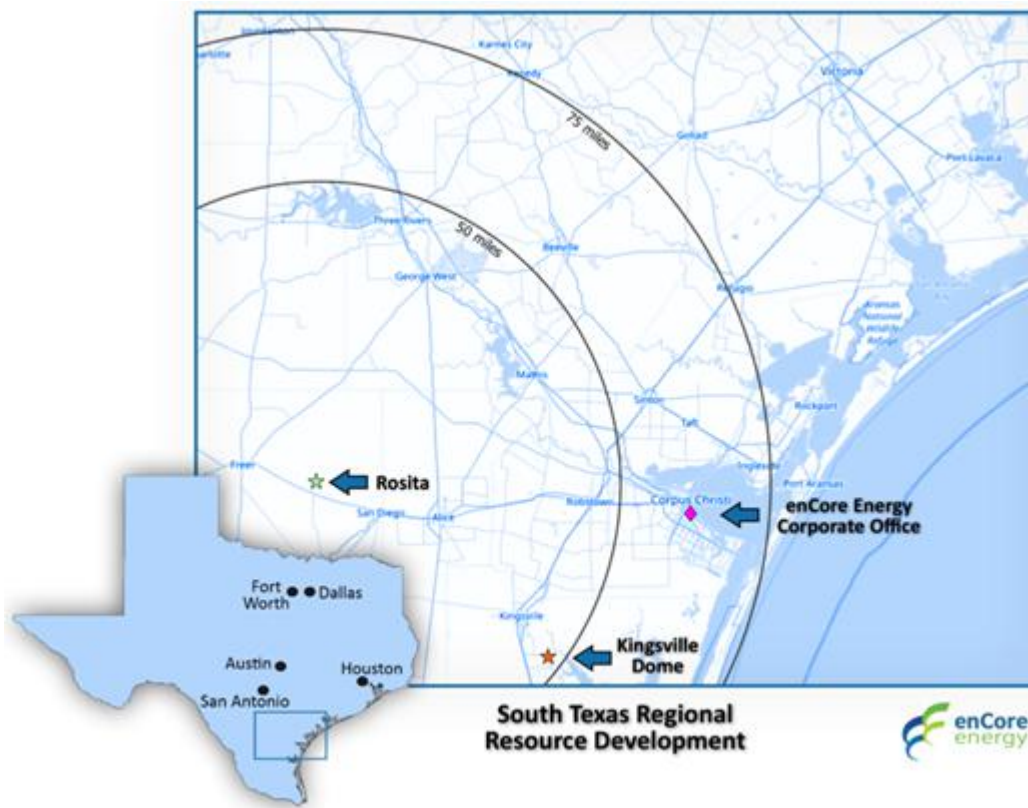 Jourdanton
Charlotte
Karnes City
Kenedy
Victoria
75 miles
Goliad
Port Lavaca
50 miles
Three Rivers
Beeville
George West
Refugio
Aransas
National
Wildlife
Refuge
Mathis
Sinton
Taft
Rockport
Freer
Rosita
Ingleside
Port Aransas
San Diego
Alice
Robstown
Corpus Christi
enCore Energy
Corporate Office
Kingsville
Kingsville
Dome
Fort
Worth
Dallas
Austin
Houston
San Antonio
South Texas Regional
Resource Development
enCore
energy